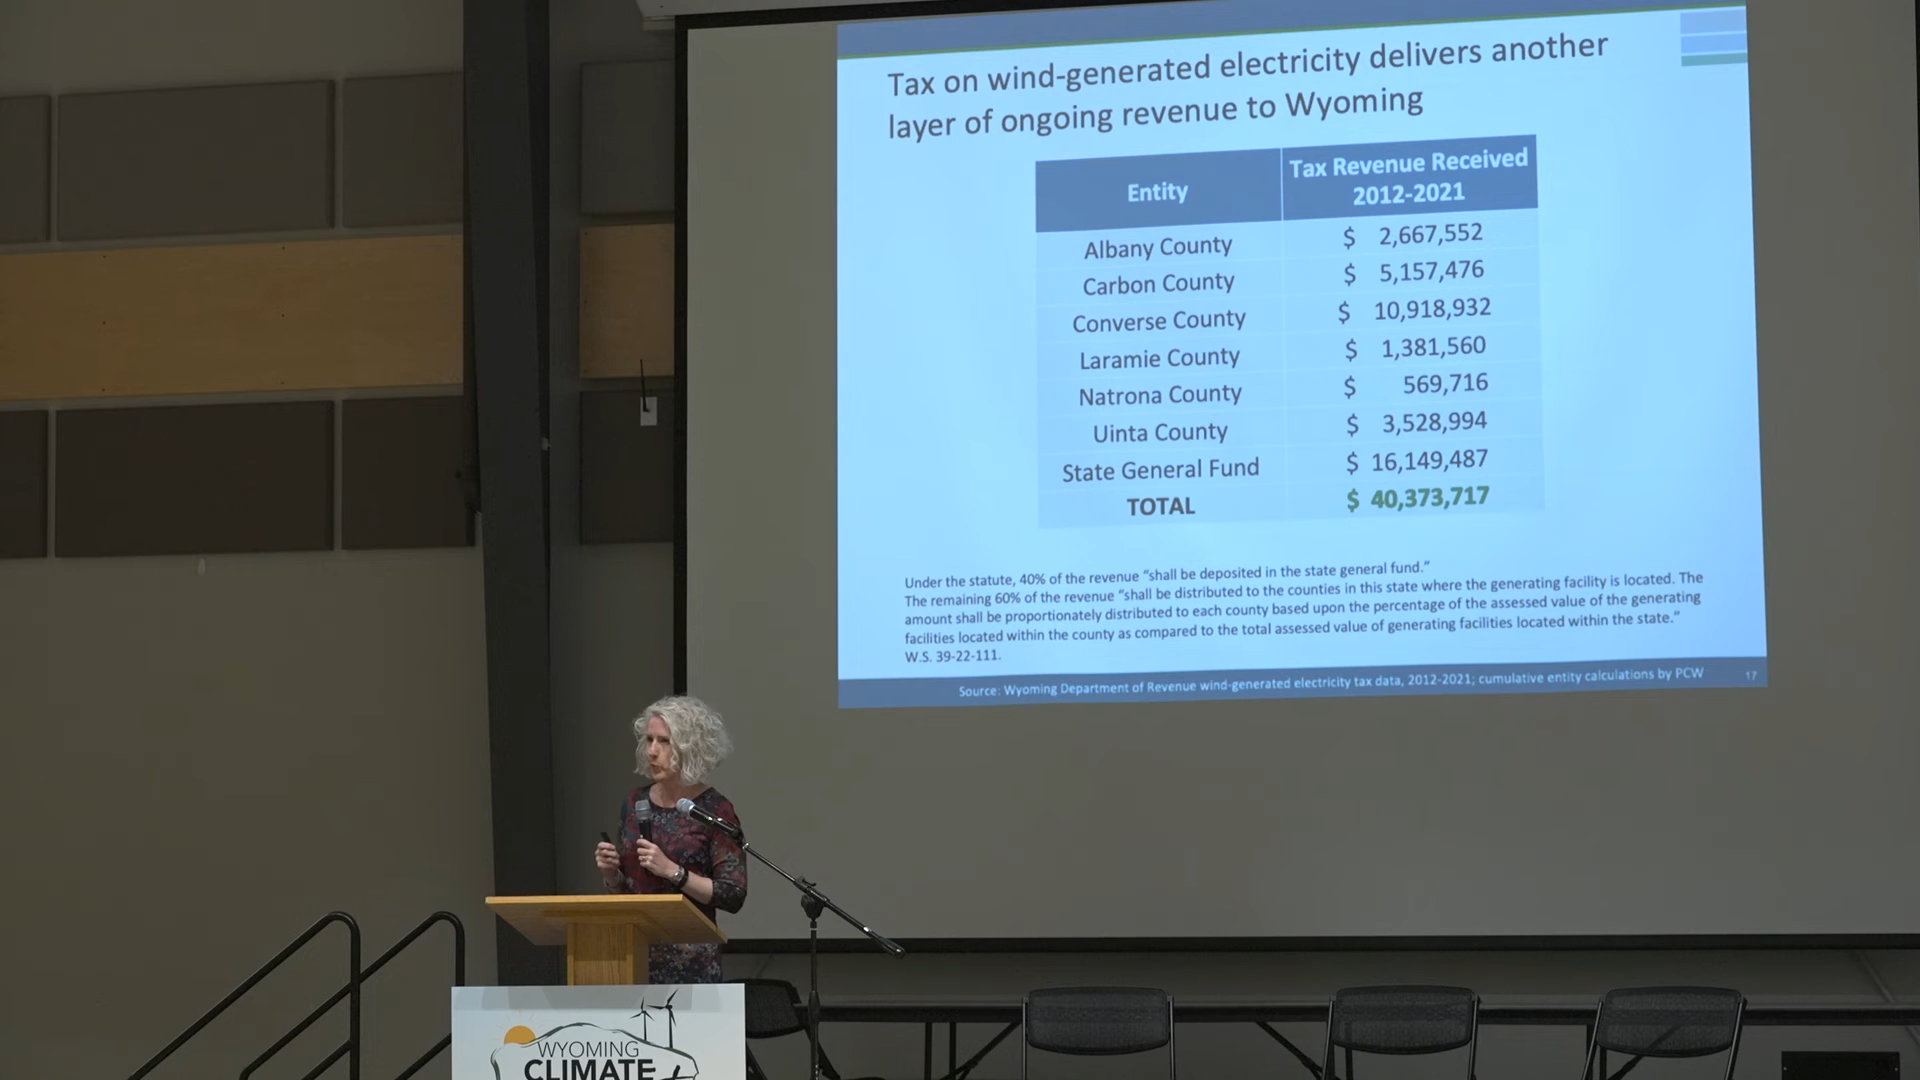 Tax on wind-generated electricity delivers another
layer of ongoing revenue to Wyoming
Entity
Tax Revenue Received
2012-2021
Albany County $ 2,667,552
Carbon County $ 5,157,476
Converse County $ 10,918,932
Laramie County $ 1,381,560
Natrona County $ 569,716
Uinta County $ 3,528,994
State General Fund $ 16,149,487
TOTAL $ 40,373,717
Under the statute, 40% of the revenue “shall be deposited in the state general fund.”
The remaining 60% of the revenue “shall be distributed to the counties in this state where the generating facility is located. The
amount shall be proportionately distributed to each county based upon the percentage of the assessed value of the generating
facilities located within the county as compared to the total assessed value of generating facilities located within the state.”
W.S. 39-22-111.
Source: Wyoming Department of Revenue wind-generated electricity tax data, 2012-2021; cumulative entity calculations by PCW
17
WYOMING
CLIMATE